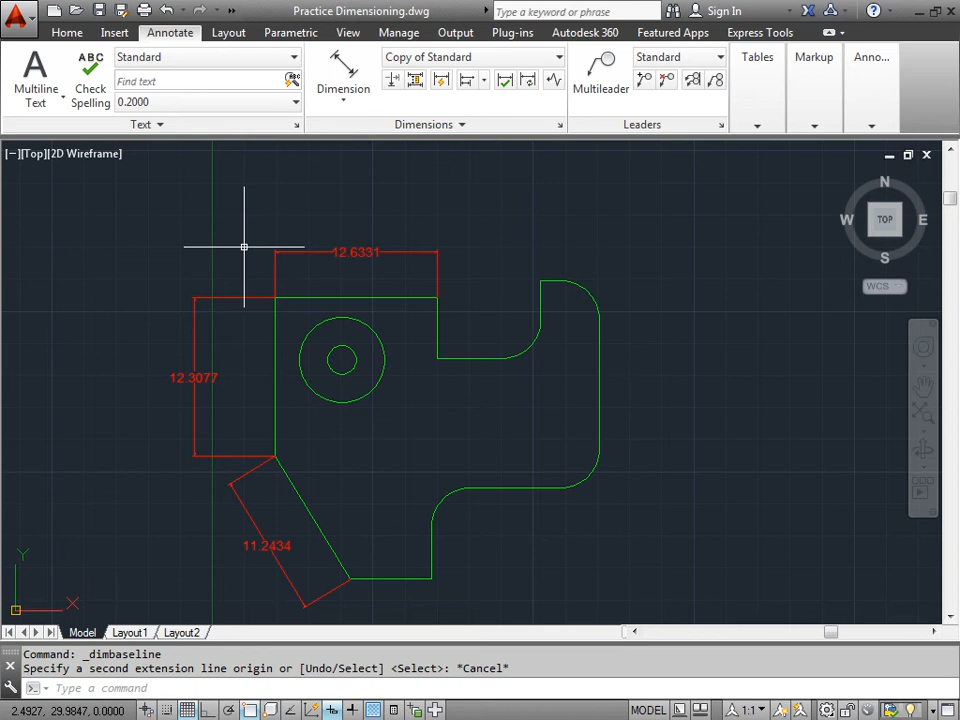 Practice Dimensioning.dwg
Type a keyword or phrase
Sign In
Home Insert Annotate Layout Parametric View Manage Output Plug-ins Autodesk 360 Featured Apps Express Tools
Multiline Text
ABC
Check Spelling
Standard
Find text
0.2000
Text
Dimension
Copy of Standard
Dimensions
Multileader
Standard
Leaders
Tables
Markup
Anno...
[−][Top][2D Wireframe]
N
W TOP E
S
WCS
12.6331
12.3077
11.2434
Y
X
Model Layout1 Layout2
Command: _dimbaseline
Specify a second extension line origin or [Undo/Select] <Select>: *Cancel*
Type a command
2.4927, 29.9847, 0.0000
MODEL
1:1